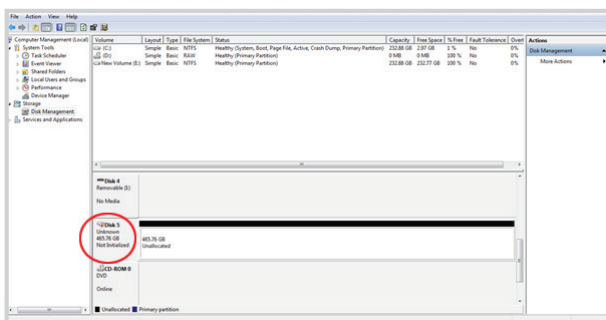 File Action View Help
Computer Management (Local)
System Tools
Task Scheduler
Event Viewer
Shared Folders
Local Users and Groups
Performance
Device Manager
Storage
Disk Management
Services and Applications
Volume Layout Type File System Status Capacity Free Space % Free Fault Tolerance Overl
(C:) Simple Basic NTFS Healthy (System, Boot, Page File, Active, Crash Dump, Primary Partition) 232.88 GB 2.97 GB 1 % No 0%
(D:) Simple Basic RAW Healthy (Primary Partition) 0 MB 0 MB 100 % No 0%
New Volume (E:) Simple Basic NTFS Healthy (Primary Partition) 232.88 GB 232.77 GB 100 % No 0%
Actions
Disk Management
More Actions
Disk 4
Removable
No Media
Disk 5
Unknown
465.76 GB
Not Initialized
465.76 GB
Unallocated
CD-ROM 0
DVD
Online
Unallocated Primary partition